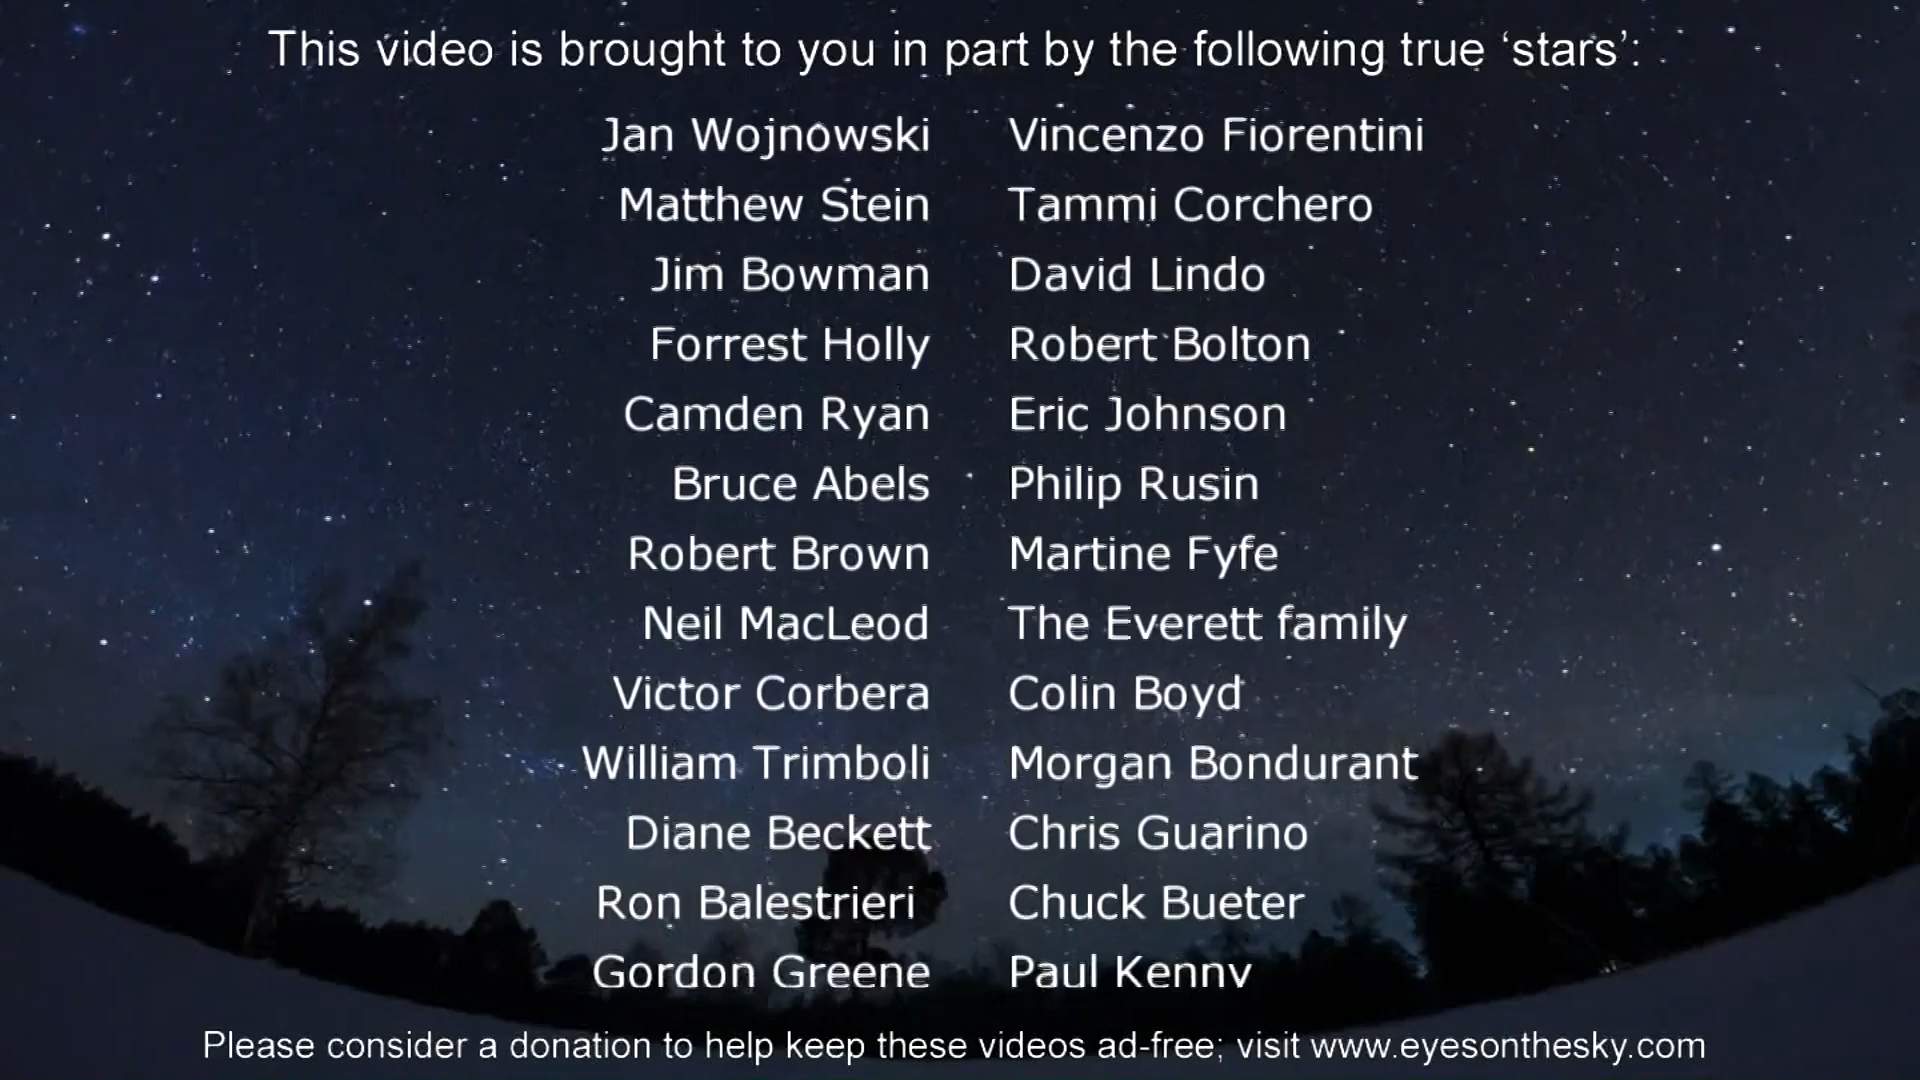 This video is brought to you in part by the following true ‘stars’:
Jan Wojnowski Vincenzo Fiorentini
Matthew Stein Tammi Corchero
Jim Bowman David Lindo
Forrest Holly Robert Bolton
Camden Ryan Eric Johnson
Bruce Abels Philip Rusin
Robert Brown Martine Fyfe
Neil MacLeod The Everett family
Victor Corbera Colin Boyd
William Trimboli Morgan Bondurant
Diane Beckett Chris Guarino
Ron Balestrieri Chuck Bueter
Gordon Greene Paul Kenny
Please consider a donation to help keep these videos ad-free; visit www.eyesonthesky.com